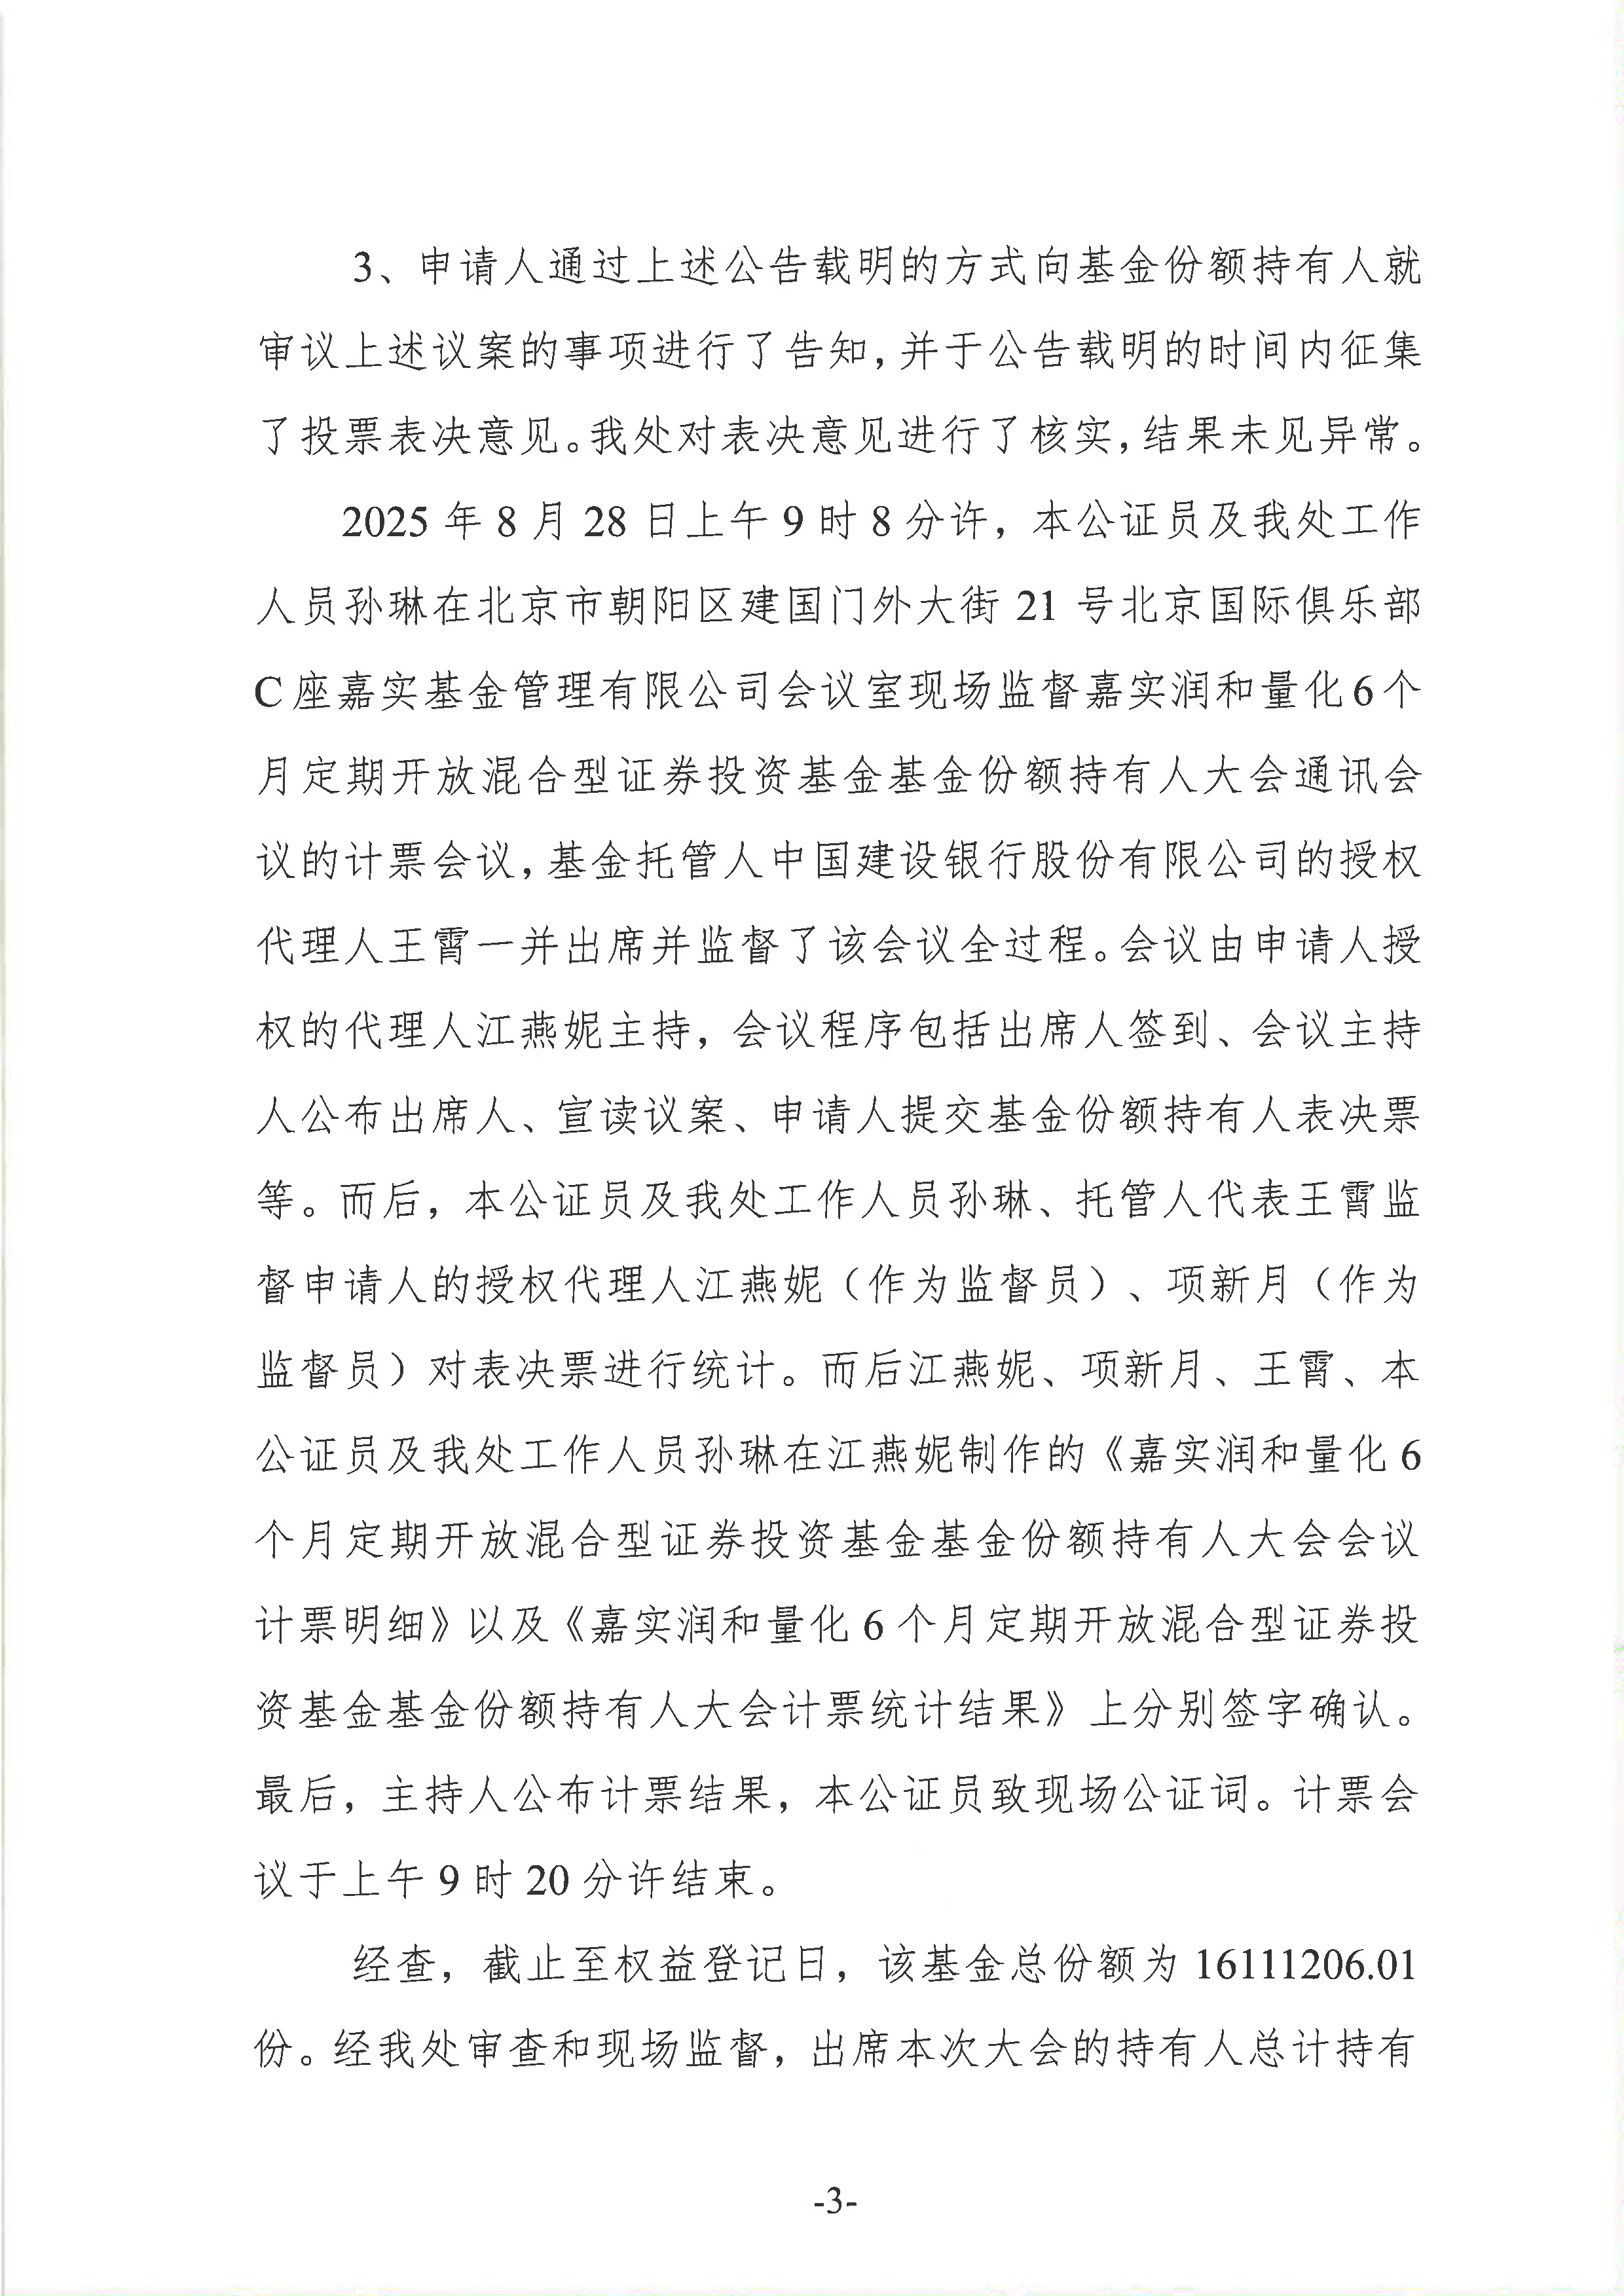 3、申请人通过上述公告载明的方式向基金份额持有人就
审议上述议案的事项进行了告知，并于公告载明的时间内征集
了投票表决意见。我处对表决意见进行了核实，结果未见异常。
2025 年 8 月 28 日上午 9 时 8 分许，本公证员及我处工作
人员孙琳在北京市朝阳区建国门外大街 21 号北京国际俱乐部
C 座嘉实基金管理有限公司会议室现场监督嘉实润和量化 6 个
月定期开放混合型证券投资基金基金份额持有人大会通讯会
议的计票会议，基金托管人中国建设银行股份有限公司的授权
代理人王霄一并出席并监督了该会议全过程。会议由申请人授
权的代理人江燕妮主持，会议程序包括出席人签到、会议主持
人公布出席人、宣读议案、申请人提交基金份额持有人表决票
等。而后，本公证员及我处工作人员孙琳、托管人代表王霄监
督申请人的授权代理人江燕妮（作为监督员）、项新月（作为
监督员）对表决票进行统计。而后江燕妮、项新月、王霄、本
公证员及我处工作人员孙琳在江燕妮制作的《嘉实润和量化 6
个月定期开放混合型证券投资基金基金份额持有人大会会议
计票明细》以及《嘉实润和量化 6 个月定期开放混合型证券投
资基金基金份额持有人大会计票统计结果》上分别签字确认。
最后，主持人公布计票结果，本公证员致现场公证词。计票会
议于上午 9 时 20 分许结束。
经查，截止至权益登记日，该基金总份额为 16111206.01
份。经我处审查和现场监督，出席本次大会的持有人总计持有
-3-